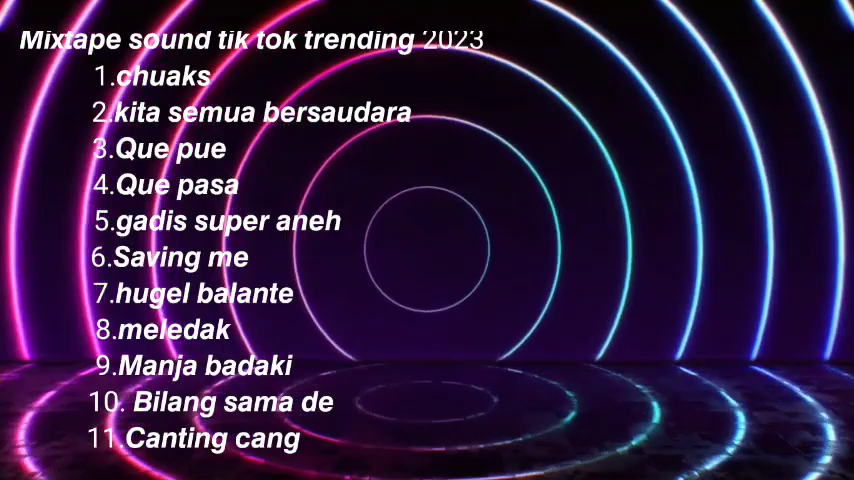 Mixtape sound tik tok trending 2023
1.chuaks
2.kita semua bersaudara
3.Que pue
4.Que pasa
5.gadis super aneh
6.Saving me
7.hugel balante
8.meledak
9.Manja badaki
10. Bilang sama de
11.Canting cang